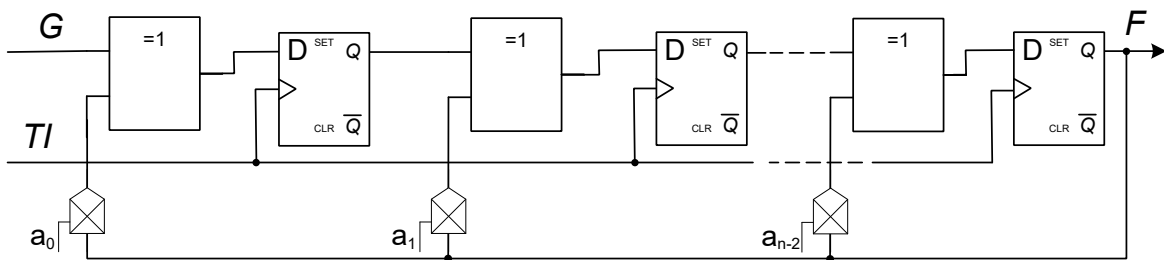 G
=1
D SET Q
CLR Q̅
=1
D SET Q
CLR Q̅
=1
D SET Q
CLR Q̅
F
TI
a₀
a₁
aₙ₋₂